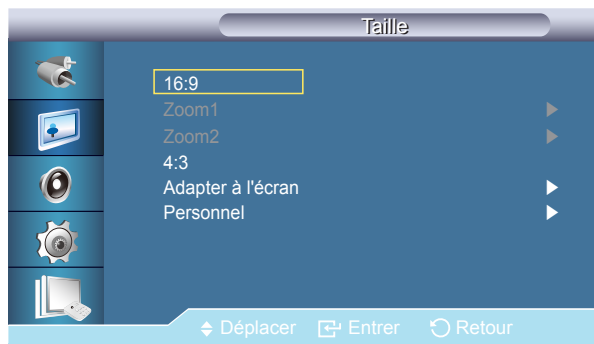 Taille
16:9
Zoom1
Zoom2
4:3
Adapter à l'écran
Personnel
Déplacer Entrer Retour